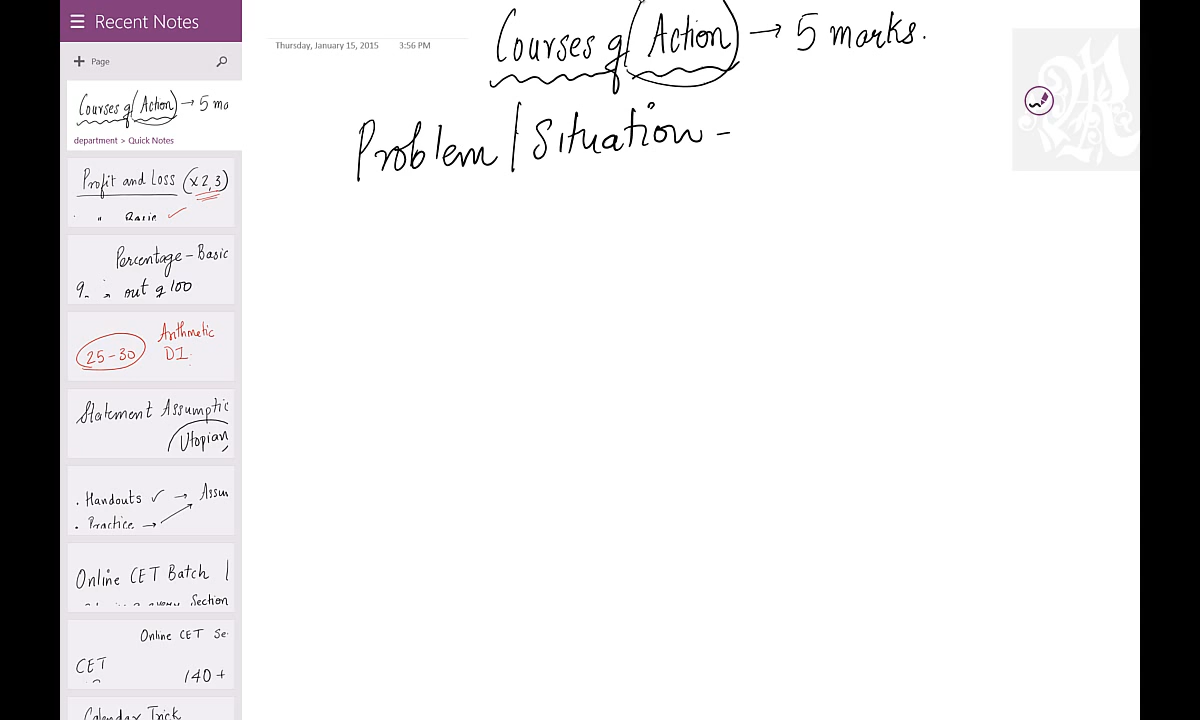 Recent Notes
Page
Courses of (Action) → 5 ma
department > Quick Notes
Profit and Loss (x2,3)
" Basic ✓
Percentage - Basic
out of 100
25-30
Arithmetic
DI.
Statement Assumptic
Utopian
. Handouts ✓ → Assum
. Practice →
Online CET Batch |
Section
Online CET Se
CET
140+
Calendar Trick
Thursday, January 15, 2015 3:56 PM
Courses of (Action) → 5 marks.
Problem / Situation -